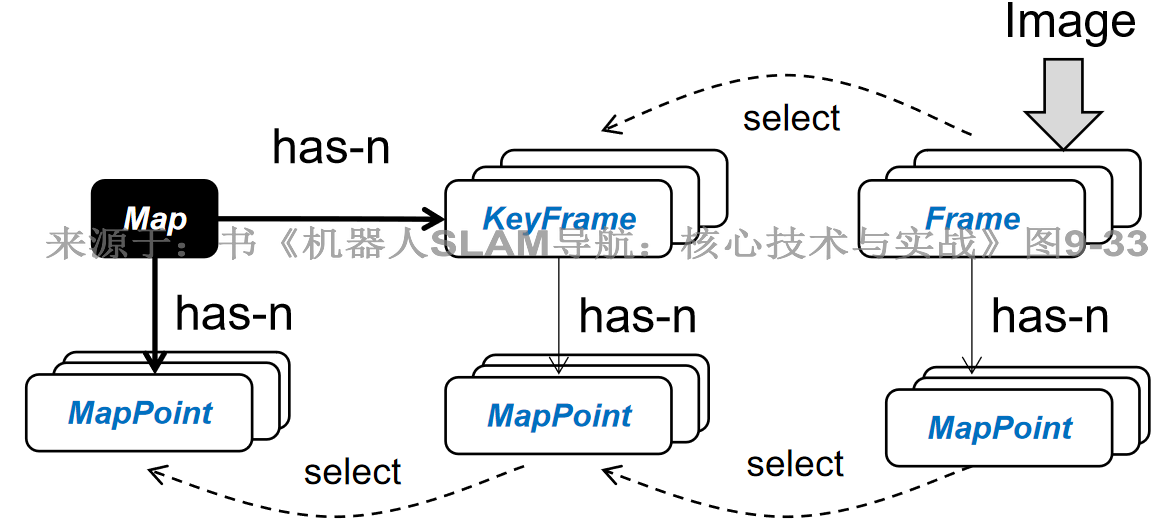 Image
select
has-n
Map
KeyFrame
Frame
来源于：书《机器人SLAM导航：核心技术与实战》图9-33
has-n
has-n
has-n
MapPoint
MapPoint
MapPoint
select
select